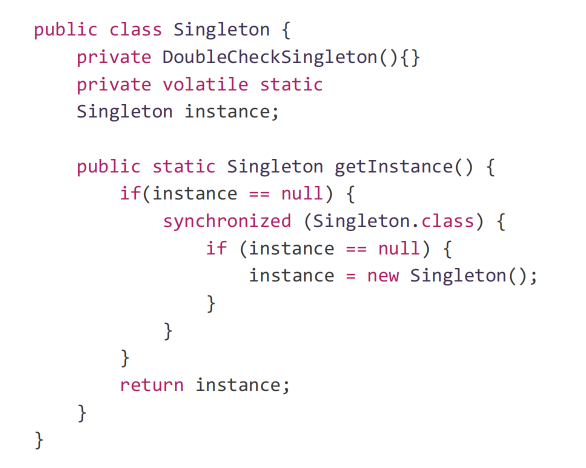 public class Singleton {
    private DoubleCheckSingleton(){}
    private volatile static
    Singleton instance;

    public static Singleton getInstance() {
        if(instance == null) {
            synchronized (Singleton.class) {
                if (instance == null) {
                    instance = new Singleton();
                }
            }
        }
        return instance;
    }
}